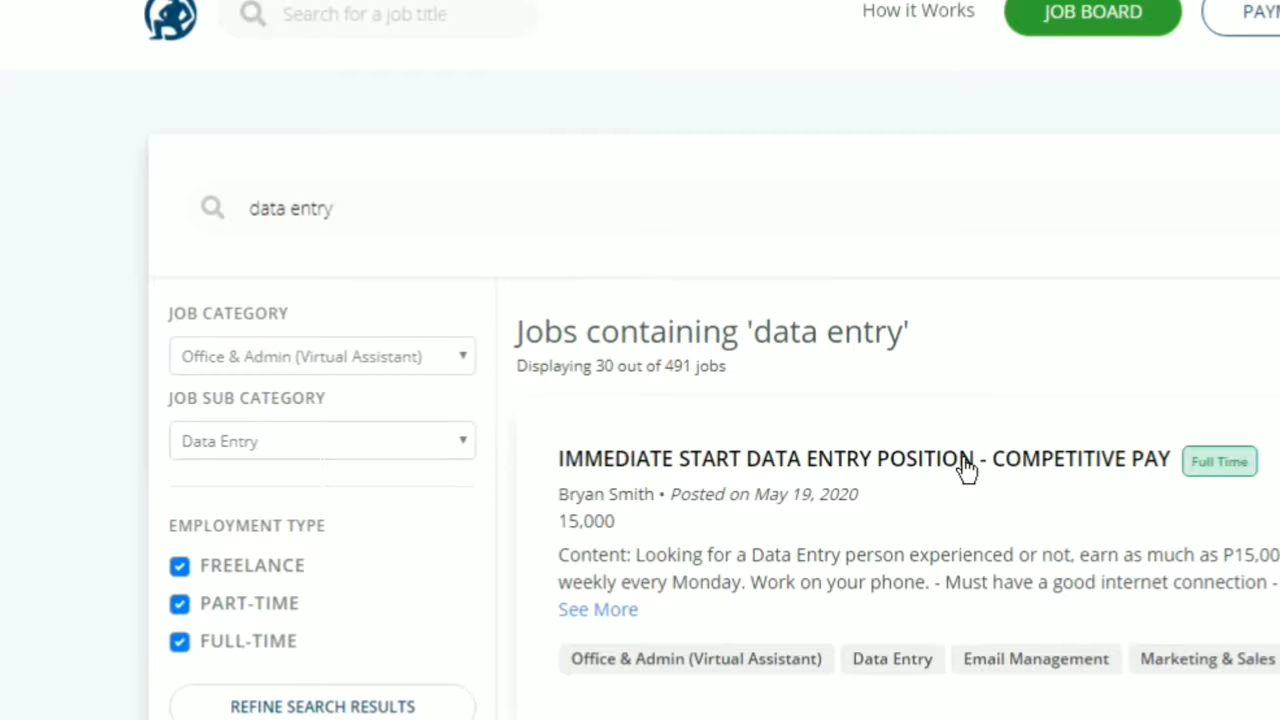 Search for a job title
How it Works
JOB BOARD
data entry
JOB CATEGORY
Office & Admin (Virtual Assistant)
JOB SUB CATEGORY
Data Entry
EMPLOYMENT TYPE
FREELANCE
PART-TIME
FULL-TIME
REFINE SEARCH RESULTS
Jobs containing 'data entry'
Displaying 30 out of 491 jobs
IMMEDIATE START DATA ENTRY POSITION - COMPETITIVE PAY Full Time
Bryan Smith • Posted on May 19, 2020
15,000
Content: Looking for a Data Entry person experienced or not, earn as much as P15,00
weekly every Monday. Work on your phone. - Must have a good internet connection -
See More
Office & Admin (Virtual Assistant) Data Entry Email Management Marketing & Sales